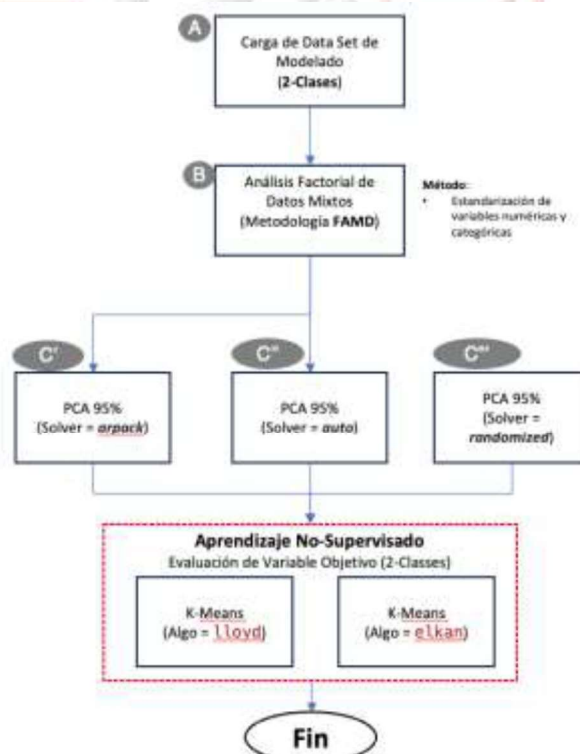 A
Carga de Data Set de
Modelado
(2-Clases)
B
Análisis Factorial de
Datos Mixtos
(Metodología FAMD)
Método:
• Estandarización de
variables numéricas y
categóricas
C'
C''
C'''
PCA 95%
(Solver = arpack)
PCA 95%
(Solver = auto)
PCA 95%
(Solver =
randomized)
Aprendizaje No-Supervisado
Evaluación de Variable Objetivo (2-Classes)
K-Means
(Algo = lloyd)
K-Means
(Algo = elkan)
Fin